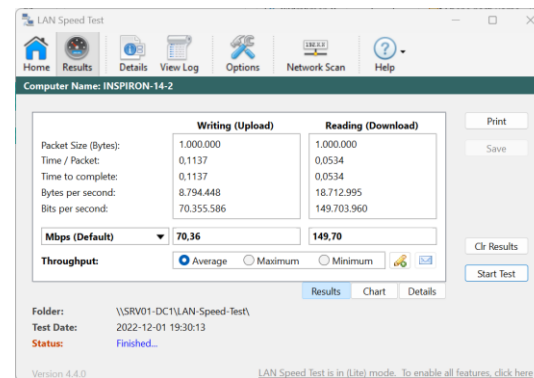 LAN Speed Test
Home Results Details View Log Options Network Scan Help
Computer Name: INSPIRON-14-2
Writing (Upload) Reading (Download) Print
Packet Size (Bytes): 1.000.000 1.000.000 Save
Time / Packet: 0,1137 0,0534
Time to complete: 0,1137 0,0534
Bytes per second: 8.794.448 18.712.995
Bits per second: 70.355.586 149.703.960
Mbps (Default) 70,36 149,70 Clr Results
Throughput: Average Maximum Minimum Start Test
Results Chart Details
Folder: \\SRV01-DC1\LAN-Speed-Test\
Test Date: 2022-12-01 19:30:13
Status: Finished...
Version 4.4.0 LAN Speed Test is in (Lite) mode. To enable all features, click here